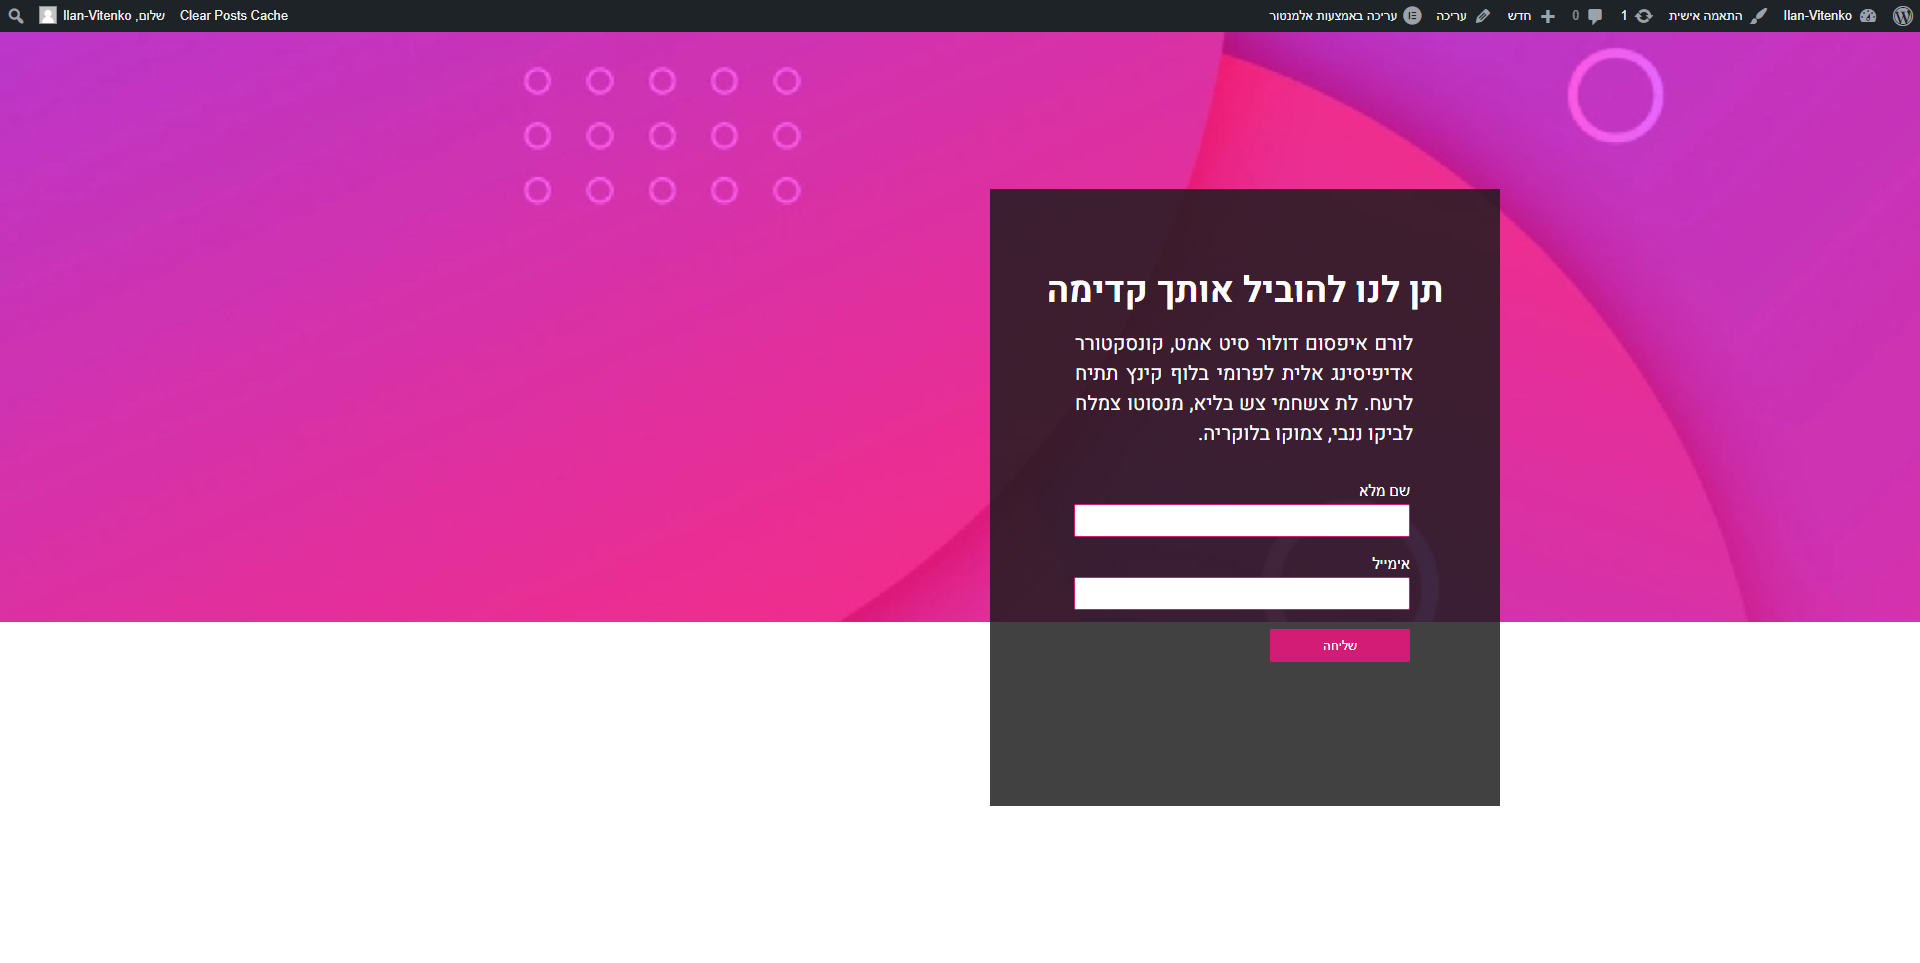 Ilan-Vitenko
התאמה אישית
1
0
חדש
עריכה
עריכה באמצעות אלמנטור
Clear Posts Cache
שלום, Ilan-Vitenko
תן לנו להוביל אותך קדימה
לורם איפסום דולור סיט אמט, קונסקטורר
אדיפיסינג אלית לפרומי בלוף קינץ תתיח
לרעח. לת צשחמי צש בליא, מנסוטו צמלח
לביקו ננבי, צמוקו בלוקריה.
שם מלא
אימייל
שליחה